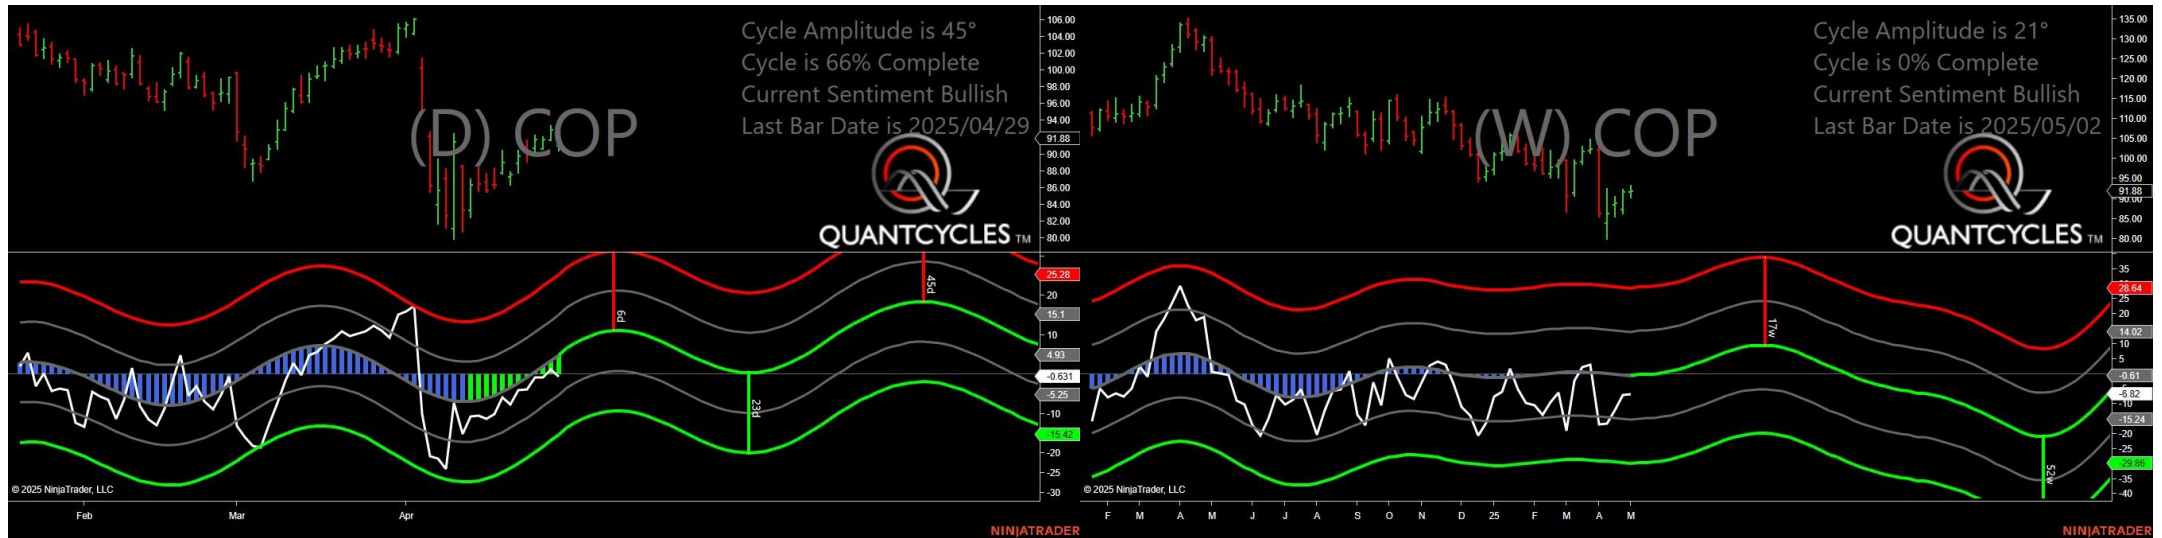 Cycle Amplitude is 45°
Cycle is 66% Complete
Current Sentiment Bullish
Last Bar Date is 2025/04/29
(D) COP
QUANTCYCLES TM
106.00
104.00
102.00
100.00
98.00
96.00
94.00
91.88
90.00
88.00
86.00
84.00
82.00
80.00
6d
23d
45d
25.28
20
15.1
10
4.93
-0.631
-5.25
-10
-15.42
-20
-25
-30
© 2025 NinjaTrader, LLC
Feb Mar Apr
NINJATRADER
Cycle Amplitude is 21°
Cycle is 0% Complete
Current Sentiment Bullish
Last Bar Date is 2025/05/02
(W) COP
QUANTCYCLES TM
135.00
130.00
125.00
120.00
115.00
110.00
105.00
100.00
95.00
91.88
90.00
85.00
80.00
17w
52w
35
28.64
25
20
14.02
10
5
-0.61
-6.82
-10
-15.24
-20
-25
-29.86
-35
-40
© 2025 NinjaTrader, LLC
F M A M J J A S O N D 25 F M A M
NINJATRADER